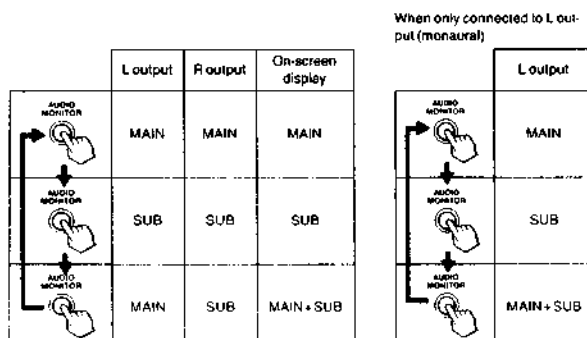 L output R output On-screen
display
AUDIO
MONITOR
MAIN MAIN MAIN
AUDIO
MONITOR
SUB SUB SUB
AUDIO
MONITOR
MAIN SUB MAIN + SUB
When only connected to L out-
put (monaural)
L output
AUDIO
MONITOR
MAIN
AUDIO
MONITOR
SUB
AUDIO
MONITOR
MAIN + SUB